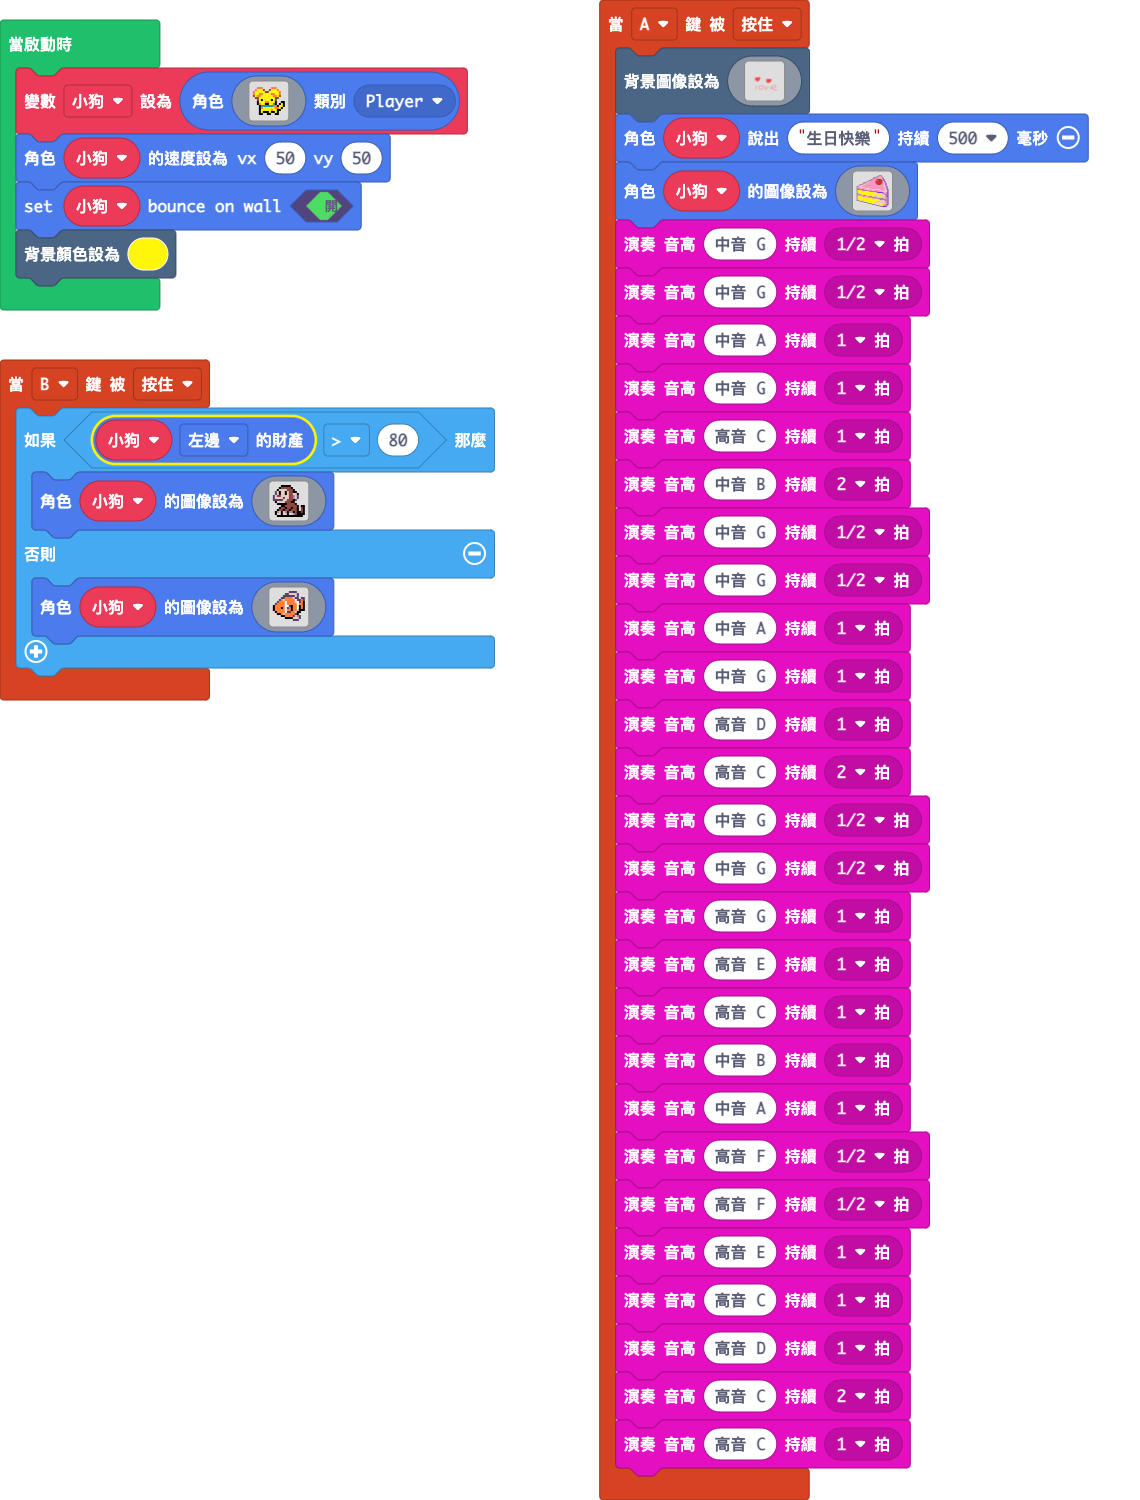 當啟動時
變數 小狗 設為 角色 類別 Player
角色 小狗 的速度設為 vx 50 vy 50
set 小狗 bounce on wall 開
背景顏色設為
當 B 鍵 被 按住
如果 小狗 左邊 的財產 > 80 那麼
角色 小狗 的圖像設為
否則
角色 小狗 的圖像設為
當 A 鍵 被 按住
背景圖像設為
角色 小狗 說出 "生日快樂" 持續 500 毫秒
角色 小狗 的圖像設為
演奏 音高 中音 G 持續 1/2 拍
演奏 音高 中音 G 持續 1/2 拍
演奏 音高 中音 A 持續 1 拍
演奏 音高 中音 G 持續 1 拍
演奏 音高 高音 C 持續 1 拍
演奏 音高 中音 B 持續 2 拍
演奏 音高 中音 G 持續 1/2 拍
演奏 音高 中音 G 持續 1/2 拍
演奏 音高 中音 A 持續 1 拍
演奏 音高 中音 G 持續 1 拍
演奏 音高 高音 D 持續 1 拍
演奏 音高 高音 C 持續 2 拍
演奏 音高 中音 G 持續 1/2 拍
演奏 音高 中音 G 持續 1/2 拍
演奏 音高 高音 G 持續 1 拍
演奏 音高 高音 E 持續 1 拍
演奏 音高 高音 C 持續 1 拍
演奏 音高 中音 B 持續 1 拍
演奏 音高 中音 A 持續 1 拍
演奏 音高 高音 F 持續 1/2 拍
演奏 音高 高音 F 持續 1/2 拍
演奏 音高 高音 E 持續 1 拍
演奏 音高 高音 C 持續 1 拍
演奏 音高 高音 D 持續 1 拍
演奏 音高 高音 C 持續 2 拍
演奏 音高 高音 C 持續 1 拍